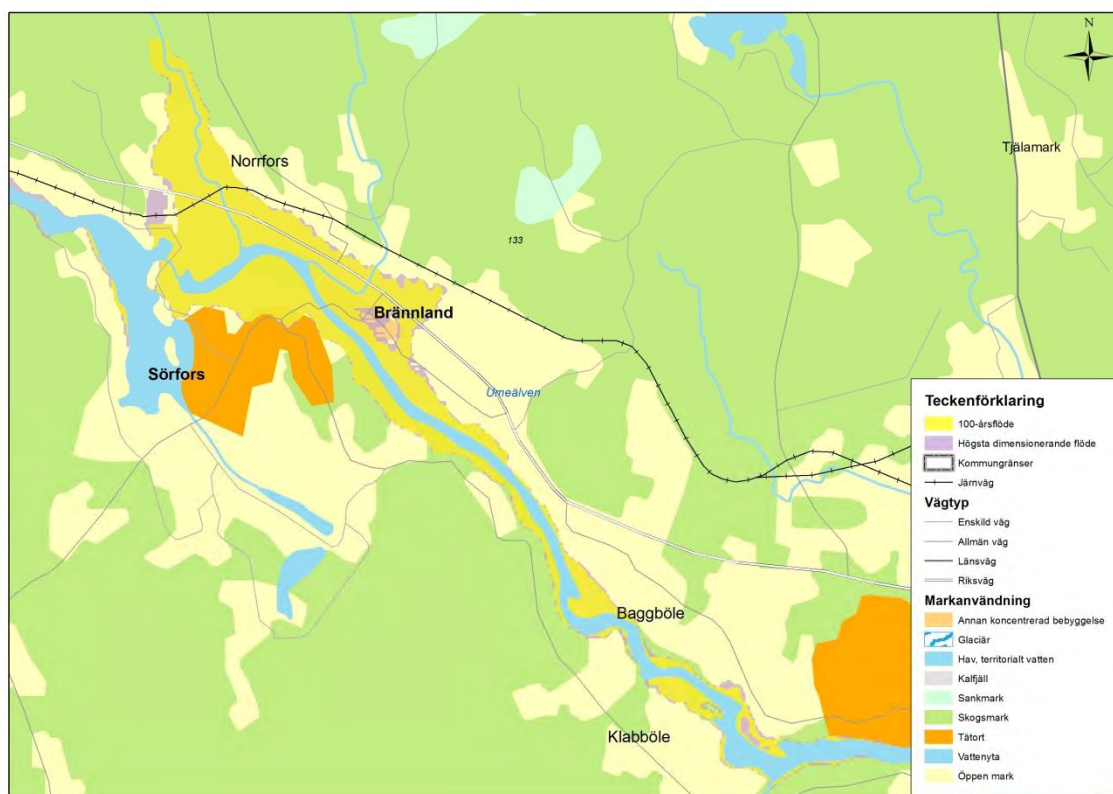 N
Norrfors
Tjälamark
133
Brännland
Sörfors
Umeälven
Baggböle
Klabböle
Teckenförklaring
100-årsflöde
Högsta dimensionerande flöde
Kommungränser
Järnväg
Vägtyp
Enskild väg
Allmän väg
Länsväg
Riksväg
Markanvändning
Annan koncentrerad bebyggelse
Glaciär
Hav, territorialt vatten
Kalfjäll
Sankmark
Skogsmark
Tätort
Vattenyta
Öppen mark